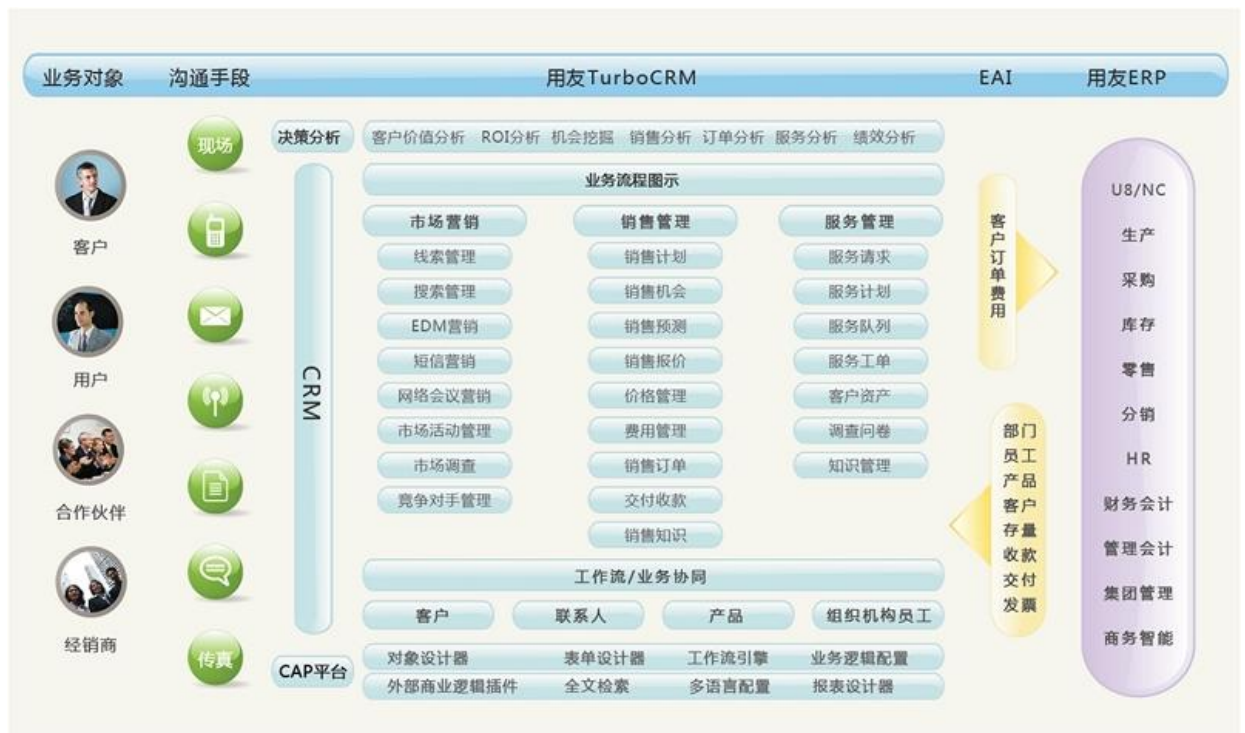 业务对象 沟通手段 用友TurboCRM EAI 用友ERP
客户
用户
合作伙伴
经销商
现场
传真
决策分析
客户价值分析 ROI分析 机会挖掘 销售分析 订单分析 服务分析 绩效分析
CRM
业务流程图示
市场营销
线索管理
搜索管理
EDM营销
短信营销
网络会议营销
市场活动管理
市场调查
竞争对手管理
销售管理
销售计划
销售机会
销售预测
销售报价
价格管理
费用管理
销售订单
交付收款
销售知识
服务管理
服务请求
服务计划
服务队列
服务工单
客户资产
调查问卷
知识管理
工作流/业务协同
客户 联系人 产品 组织机构员工
CAP平台
对象设计器 表单设计器 工作流引擎 业务逻辑配置
外部商业逻辑插件 全文检索 多语言配置 报表设计器
客户订单费用
部门
员工
产品
客户
存量
收款
交付
发票
U8/NC
生产
采购
库存
零售
分销
HR
财务会计
管理会计
集团管理
商务智能